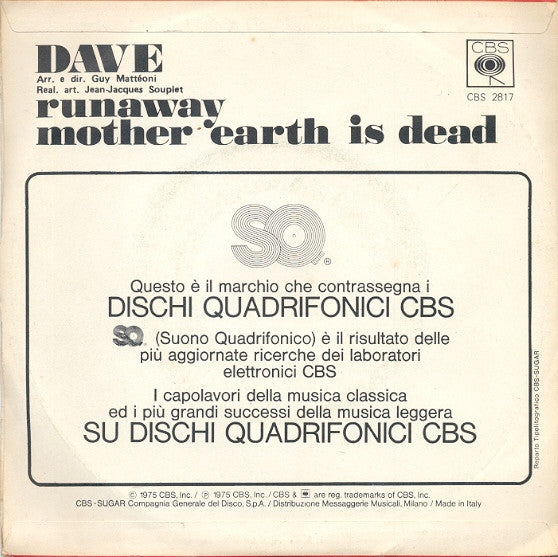 DAVE
Arr. e dir. Guy Mattéoni
Real. art. Jean-Jacques Souplet
runaway
mother earth is dead
CBS
CBS 2817
SQ ®
Questo è il marchio che contrassegna i
DISCHI QUADRIFONICI CBS
SQ ® (Suono Quadrifonico) è il risultato delle
più aggiornate ricerche dei laboratori
elettronici CBS
I capolavori della musica classica
ed i più grandi successi della musica leggera
SU DISCHI QUADRIFONICI CBS
Reparto Tipolitografico CBS-SUGAR
© 1975 CBS, Inc. / ℗ 1975 CBS, Inc. / CBS & are reg. trademarks of CBS, Inc.
CBS-SUGAR Compagnia Generale del Disco, S.p.A. / Distribuzione Messaggerie Musicali, Milano / Made in Italy